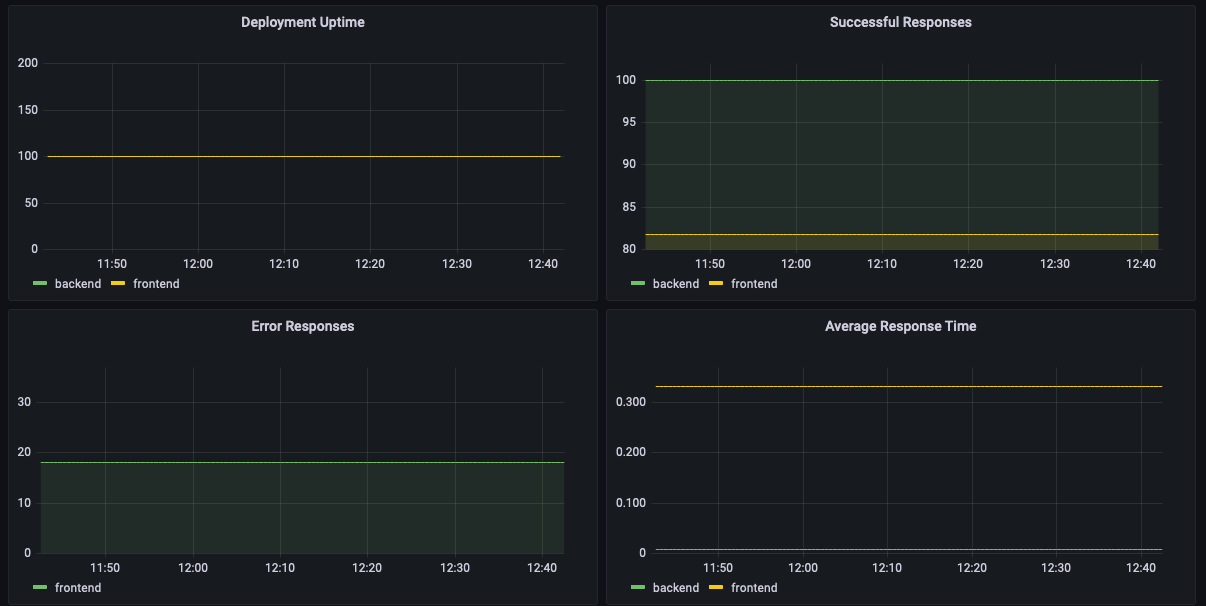 Deployment Uptime
200
150
100
50
0
11:50 12:00 12:10 12:20 12:30 12:40
backend frontend
Successful Responses
100
95
90
85
80
11:50 12:00 12:10 12:20 12:30 12:40
backend frontend
Error Responses
30
20
10
0
11:50 12:00 12:10 12:20 12:30 12:40
frontend
Average Response Time
0.300
0.200
0.100
0
11:50 12:00 12:10 12:20 12:30 12:40
backend frontend